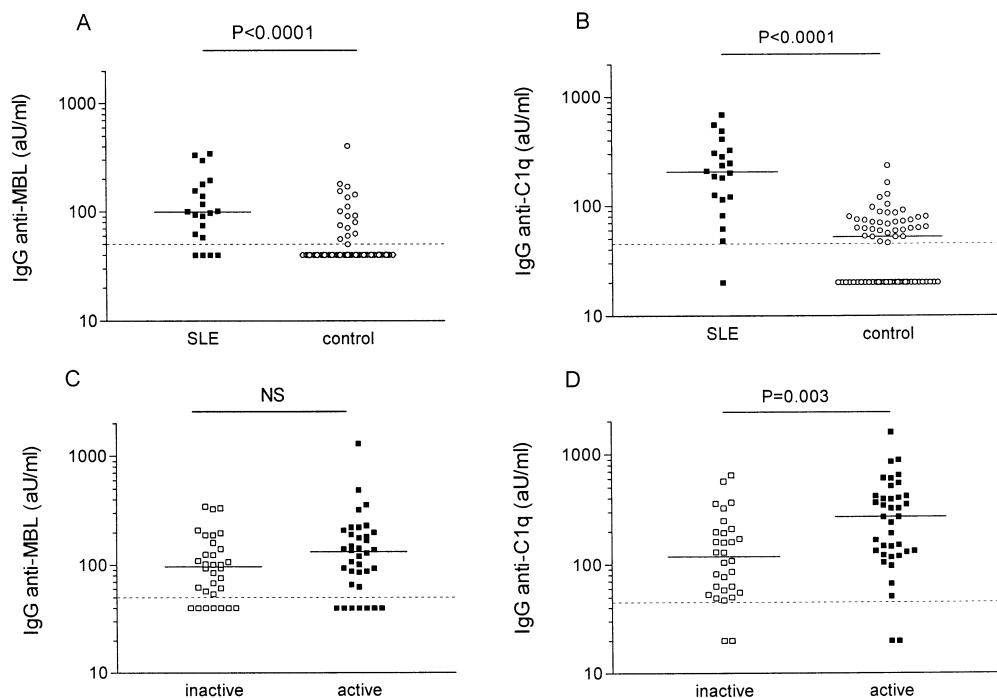 A
P<0.0001
IgG anti-MBL (aU/ml)
1000
100
10
SLE control
B
P<0.0001
IgG anti-C1q (aU/ml)
1000
100
10
SLE control
C
NS
IgG anti-MBL (aU/ml)
1000
100
10
inactive active
D
P=0.003
IgG anti-C1q (aU/ml)
1000
100
10
inactive active